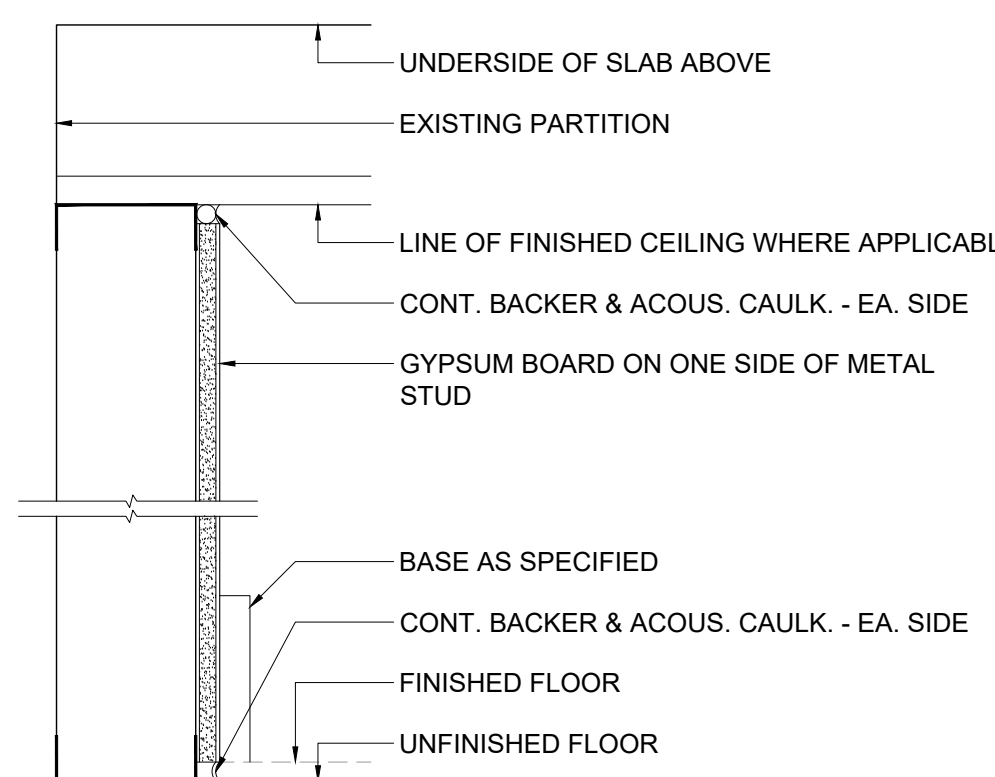 UNDERSIDE OF SLAB ABOVE
EXISTING PARTITION
LINE OF FINISHED CEILING WHERE APPLICABL
CONT. BACKER & ACOUS. CAULK. - EA. SIDE
GYPSUM BOARD ON ONE SIDE OF METAL
STUD
BASE AS SPECIFIED
CONT. BACKER & ACOUS. CAULK. - EA. SIDE
FINISHED FLOOR
UNFINISHED FLOOR